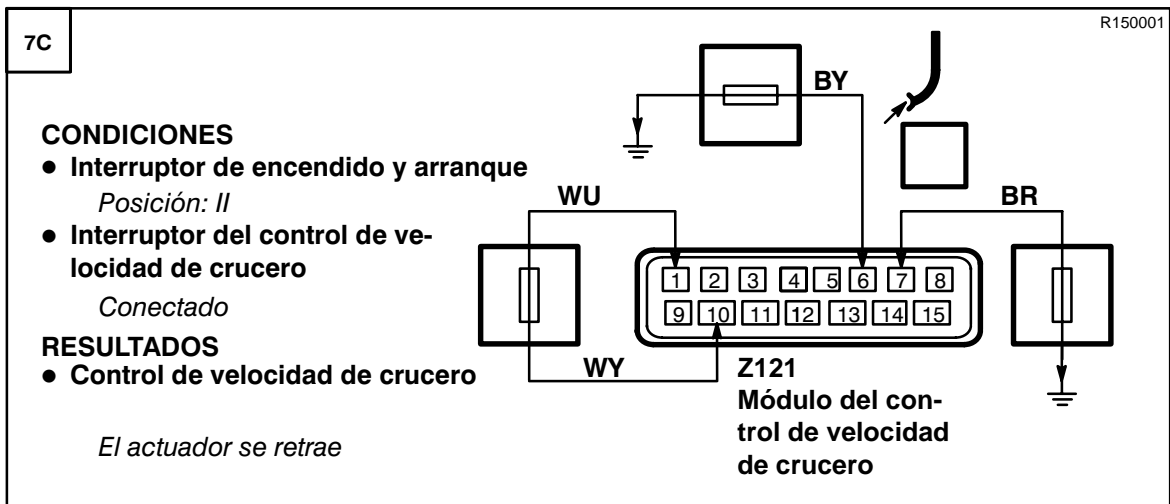 7C
R150001
CONDICIONES
● Interruptor de encendido y arranque
Posición: II
● Interruptor del control de ve-
locidad de crucero
Conectado
RESULTADOS
● Control de velocidad de crucero
El actuador se retrae
BY
WU
BR
1 2 3 4 5 6 7 8
9 10 11 12 13 14 15
WY
Z121
Módulo del con-
trol de velocidad
de crucero